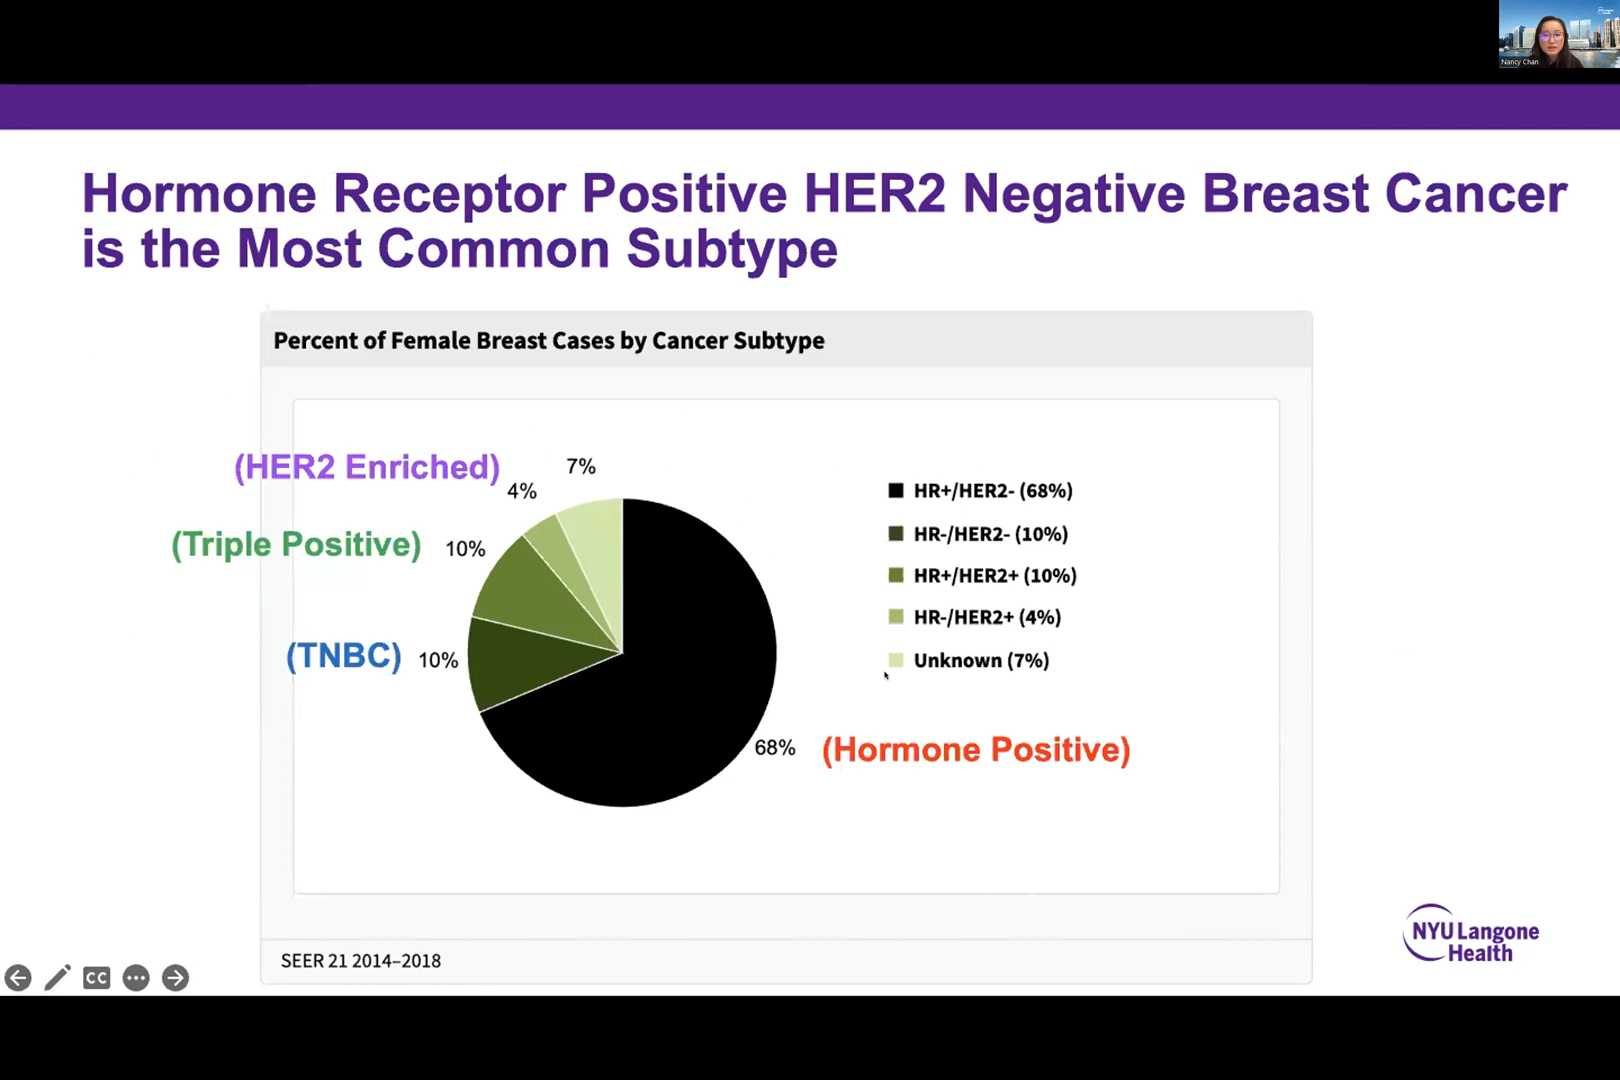 Nancy Chan
Hormone Receptor Positive HER2 Negative Breast Cancer
is the Most Common Subtype
Percent of Female Breast Cases by Cancer Subtype
(HER2 Enriched)
7%
4%
(Triple Positive)
10%
(TNBC)
10%
68%
(Hormone Positive)
HR+/HER2- (68%)
HR-/HER2- (10%)
HR+/HER2+ (10%)
HR-/HER2+ (4%)
Unknown (7%)
SEER 21 2014–2018
CC
NYU Langone
Health